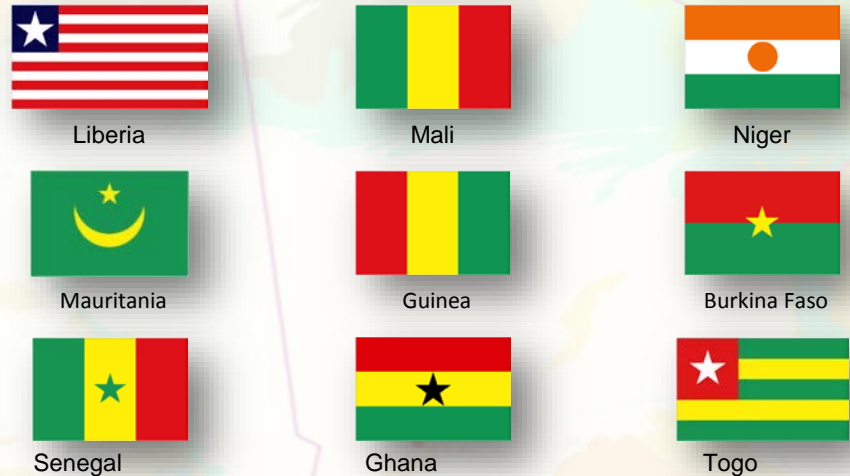 Liberia
Mali
Niger
Mauritania
Guinea
Burkina Faso
Senegal
Ghana
Togo